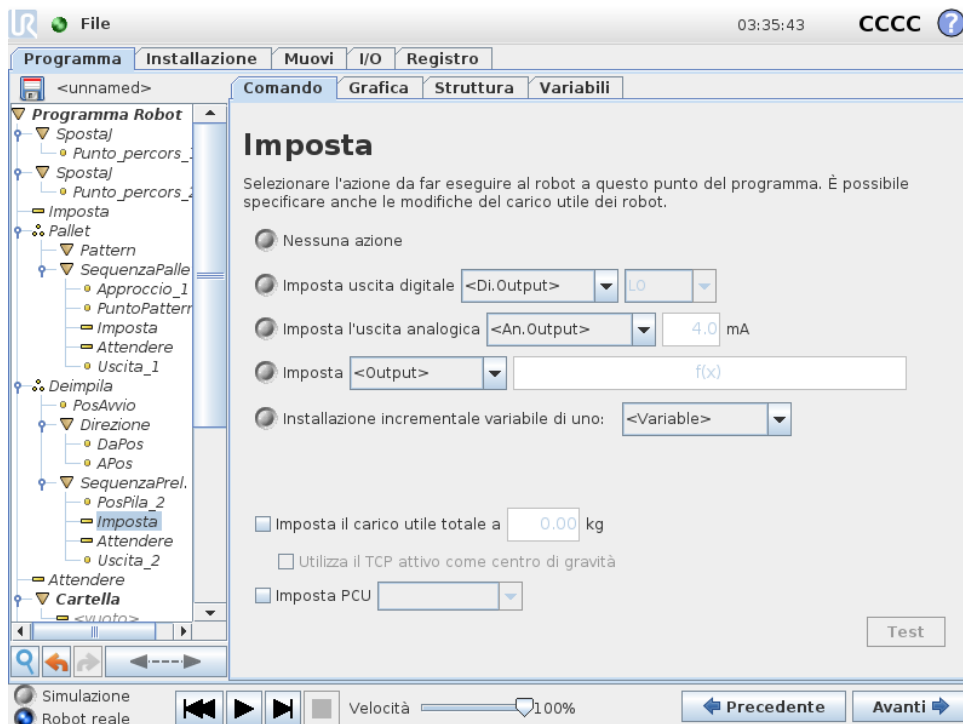 UR File 03:35:43 CCCC ?
Programma Installazione Muovi I/O Registro
<unnamed>
Comando Grafica Struttura Variabili
Programma Robot
SpostaJ
Punto_percors_1
SpostaJ
Punto_percors_2
Imposta
Pallet
Pattern
SequenzaPalle
Approccio_1
PuntoPattern
Imposta
Attendere
Uscita_1
Deimpila
PosAvvio
Direzione
DaPos
APos
SequenzaPrel.
PosPila_2
Imposta
Attendere
Uscita_2
Attendere
Cartella
<vuoto>
Imposta
Selezionare l'azione da far eseguire al robot a questo punto del programma. È possibile
specificare anche le modifiche del carico utile dei robot.
Nessuna azione
Imposta uscita digitale <Di.Output> LO
Imposta l'uscita analogica <An.Output> 4.0 mA
Imposta <Output> f(x)
Installazione incrementale variabile di uno: <Variable>
Imposta il carico utile totale a 0.00 kg
Utilizza il TCP attivo come centro di gravità
Imposta PCU
Test
Simulazione
Robot reale
Velocità 100%
Precedente Avanti